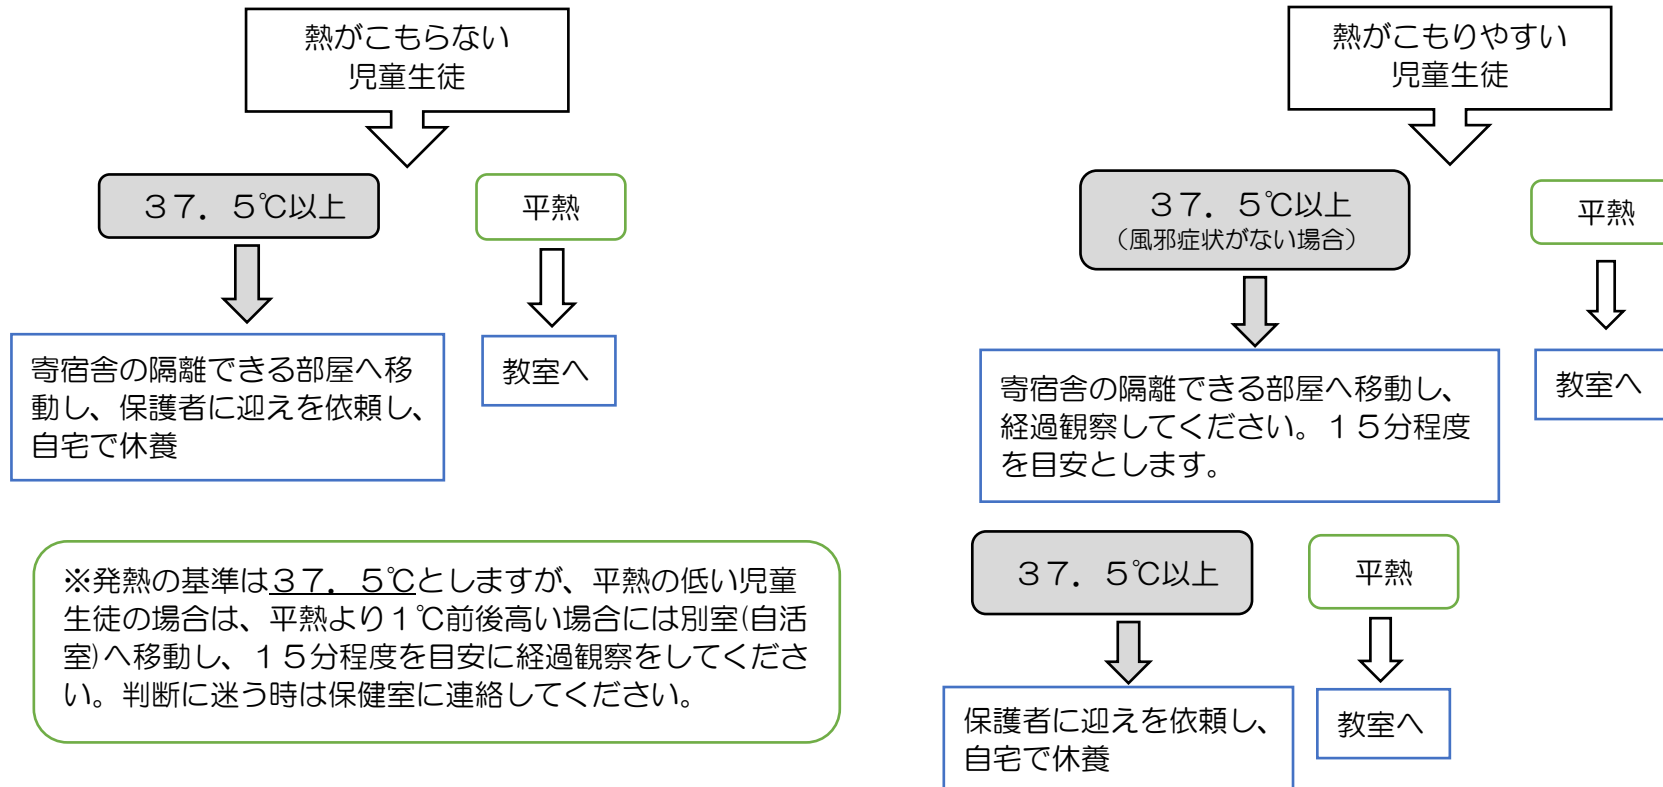 熱がこもらない
児童生徒
３７．５℃以上
平熱
寄宿舎の隔離できる部屋へ移
動し、保護者に迎えを依頼し、
自宅で休養
教室へ
※発熱の基準は３７．５℃としますが、平熱の低い児童
生徒の場合は、平熱より１℃前後高い場合には別室(自活
室)へ移動し、１５分程度を目安に経過観察をしてくださ
い。判断に迷う時は保健室に連絡してください。
熱がこもりやすい
児童生徒
３７．５℃以上
（風邪症状がない場合）
平熱
寄宿舎の隔離できる部屋へ移動し、
経過観察してください。１５分程度
を目安とします。
教室へ
３７．５℃以上
平熱
保護者に迎えを依頼し、
自宅で休養
教室へ